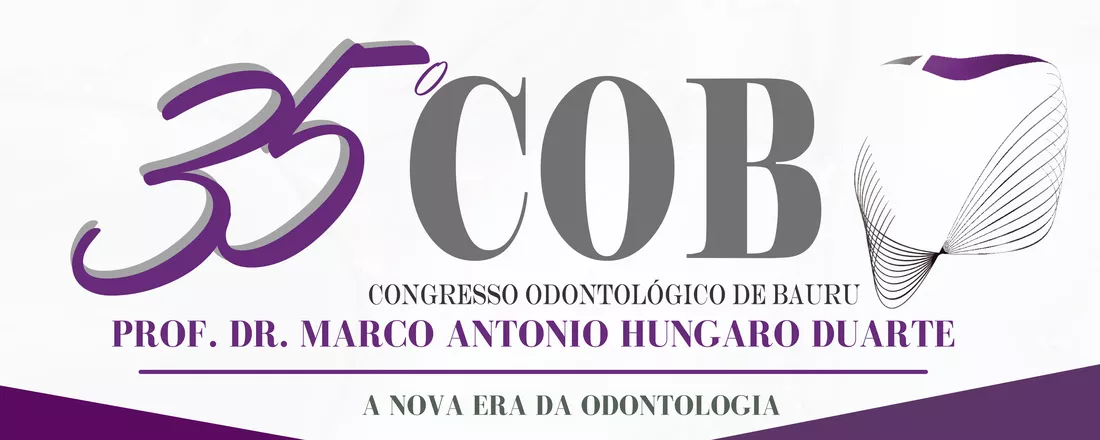 35º COB
CONGRESSO ODONTOLÓGICO DE BAURU
PROF. DR. MARCO ANTONIO HUNGARO DUARTE
A NOVA ERA DA ODONTOLOGIA